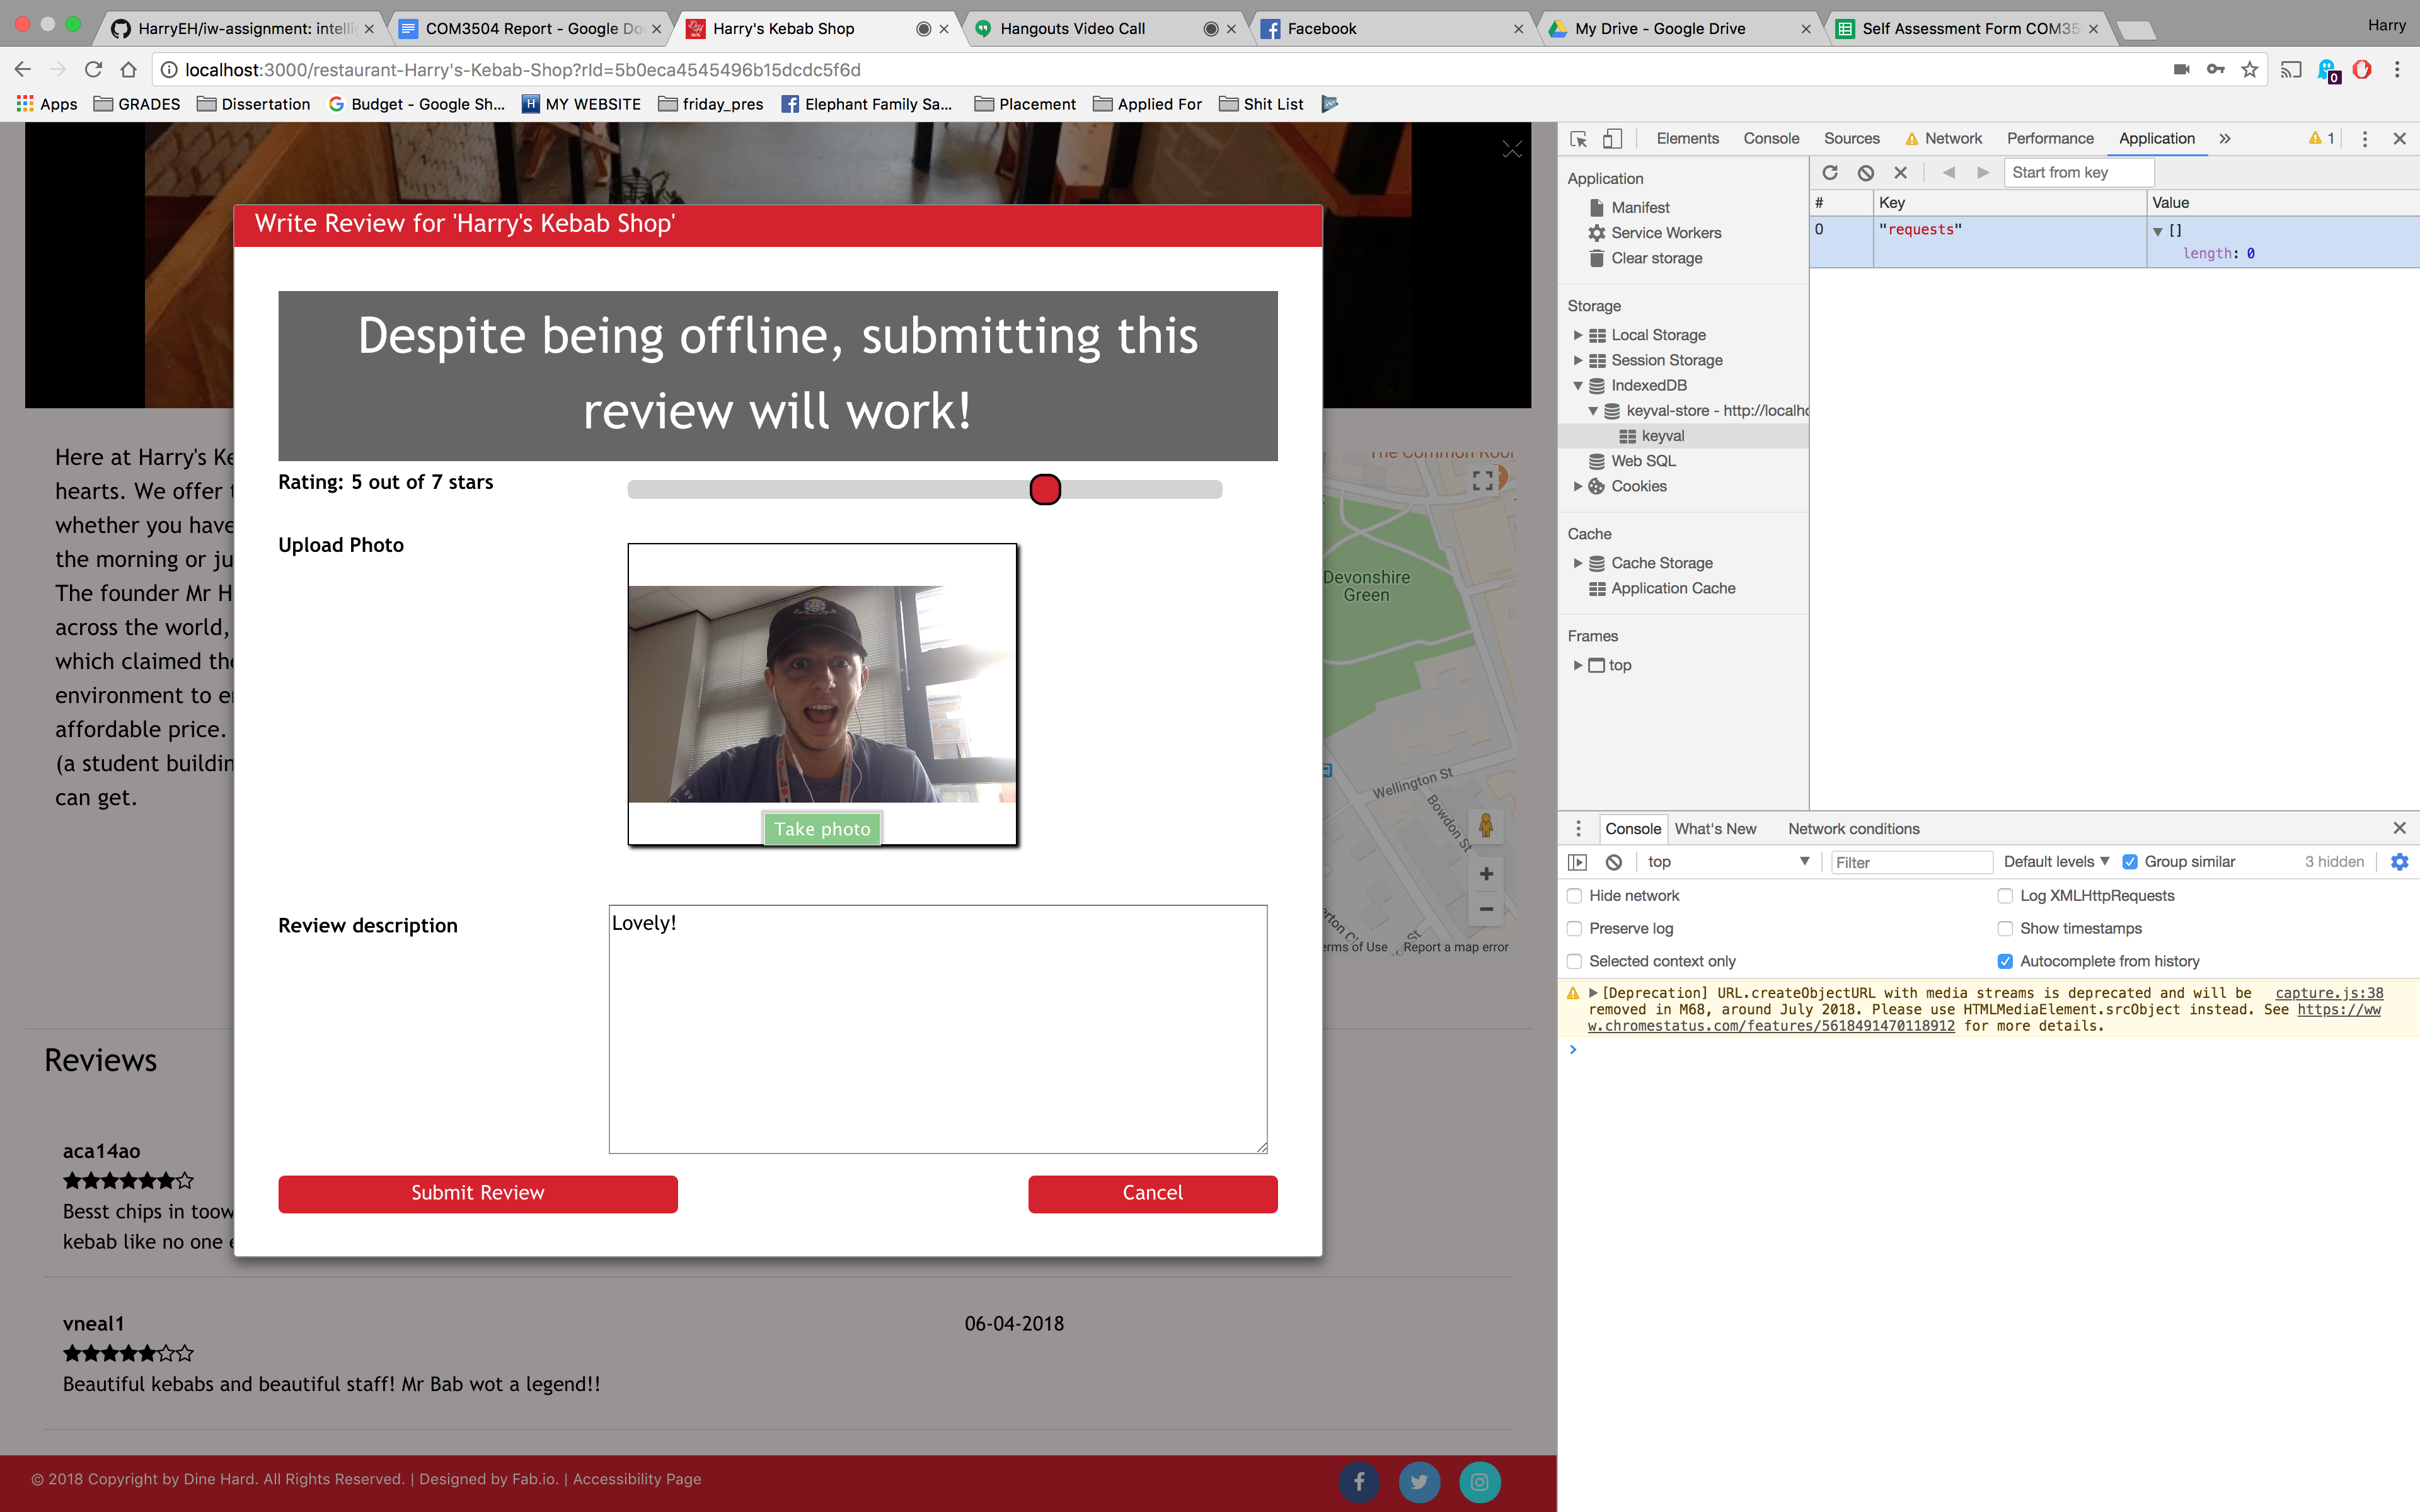 HarryEH/iw-assignment: intelli
COM3504 Report - Google Do
Harry's Kebab Shop
Hangouts Video Call
Facebook
My Drive - Google Drive
Self Assessment Form COM35
Harry
localhost:3000/restaurant-Harry's-Kebab-Shop?rId=5b0eca4545496b15dcdc5f6d
0
Apps
GRADES
Dissertation
Budget - Google Sh...
MY WEBSITE
friday_pres
Elephant Family Sa...
Placement
Applied For
Shit List
Write Review for 'Harry's Kebab Shop'
Despite being offline, submitting this
review will work!
Rating: 5 out of 7 stars
Upload Photo
Take photo
Review description
Lovely!
Submit Review
Cancel
Here at Harry's Ke
hearts. We offer
whether you have
the morning or ju
The founder Mr H
across the world,
which claimed the
environment to e
affordable price.
(a student buildin
can get.
The Common Room
Devonshire
Green
Wellington St
Bowdon St
erton Cl
St
erms of Use
Report a map error
Reviews
aca14ao
Besst chips in toow
kebab like no one e
vneal1
06-04-2018
Beautiful kebabs and beautiful staff! Mr Bab wot a legend!!
© 2018 Copyright by Dine Hard. All Rights Reserved. | Designed by Fab.io. | Accessibility Page
Elements
Console
Sources
Network
Performance
Application
»
1
Application
Manifest
Service Workers
Clear storage
Storage
Local Storage
Session Storage
IndexedDB
keyval-store - http://localho
keyval
Web SQL
Cookies
Cache
Cache Storage
Application Cache
Frames
top
Start from key
# Key Value
0 "requests" []
length: 0
Console
What's New
Network conditions
top
Filter
Default levels
Group similar
3 hidden
Hide network
Log XMLHttpRequests
Preserve log
Show timestamps
Selected context only
Autocomplete from history
[Deprecation] URL.createObjectURL with media streams is deprecated and will be capture.js:38
removed in M68, around July 2018. Please use HTMLMediaElement.srcObject instead. See https://ww
w.chromestatus.com/features/5618491470118912 for more details.